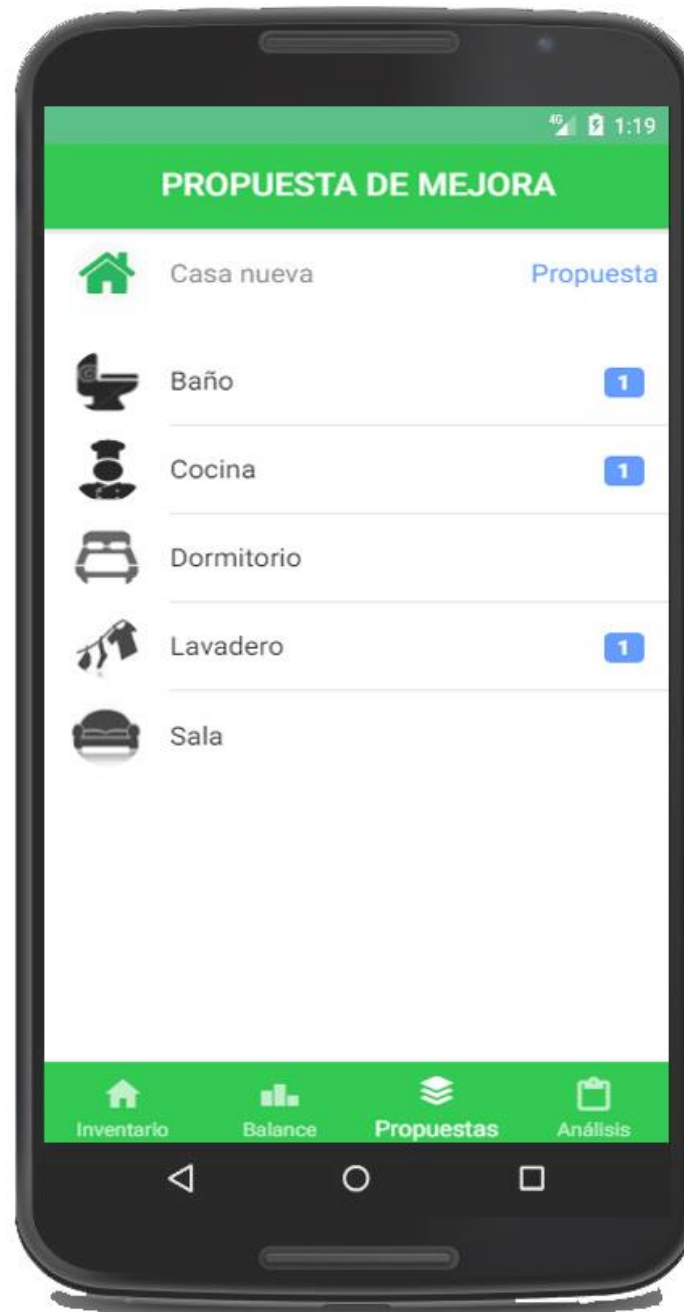 4G 1:19
PROPUESTA DE MEJORA
Casa nueva Propuesta
Baño 1
Cocina 1
Dormitorio
Lavadero 1
Sala
Inventario Balance Propuestas Análisis